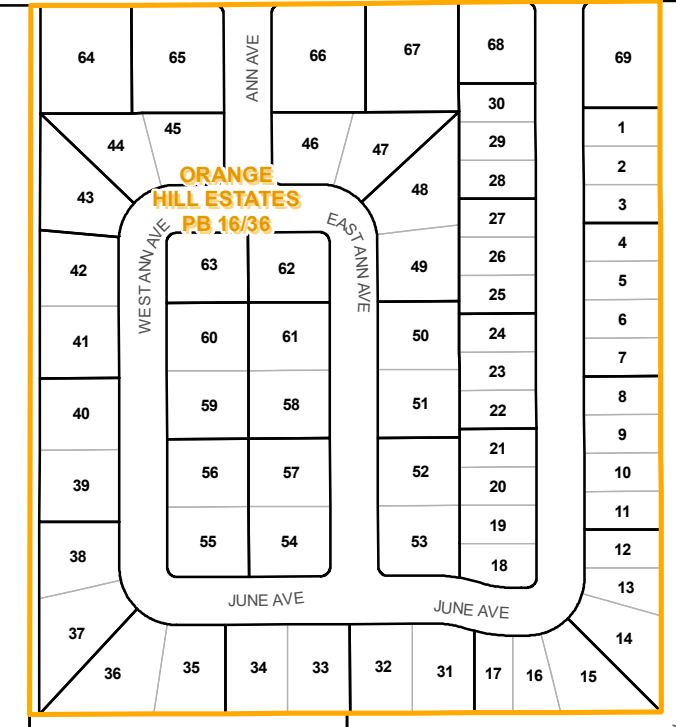 64 65 ANN AVE 66 67 68 69
30 1
44 45 46 47 29 2
28 3
43 ORANGE 48 27 4
HILL ESTATES
PB 16/36
WEST ANN AVE EAST ANN AVE
42 63 62 49 26 5
25 6
41 60 61 50 24 7
23
40 59 58 51 22 8
21 9
39 56 57 52 20 10
19 11
38 55 54 53 18 12
13
JUNE AVE JUNE AVE
37 14
36 35 34 33 32 31 17 16 15